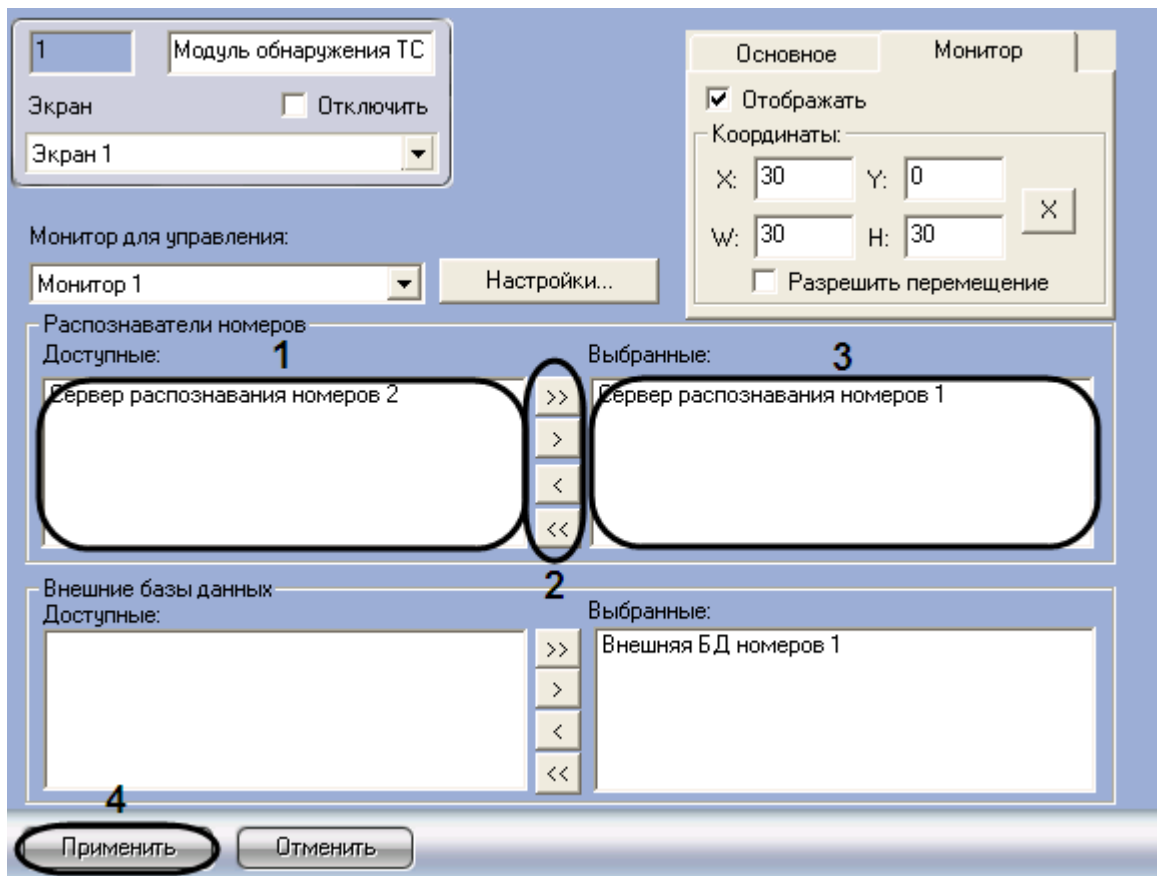 1
Модуль обнаружения ТС
Экран
Отключить
Экран 1
Основное
Монитор
Отображать
Координаты:
X: 30 Y: 0
X
W: 30 H: 30
Разрешить перемещение
Монитор для управления:
Монитор 1
Настройки...
Распознаватели номеров
Доступные:
1
Выбранные:
3
Сервер распознавания номеров 2
>>
>
<
<<
Сервер распознавания номеров 1
2
Внешние базы данных
Доступные:
Выбранные:
>>
>
<
<<
Внешняя БД номеров 1
4
Применить
Отменить